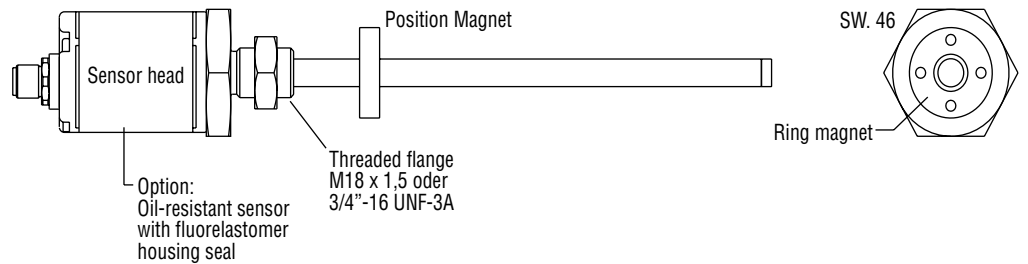 Position Magnet
SW. 46
Sensor head
Ring magnet
Threaded flange
M18 x 1,5 oder
3/4”-16 UNF-3A
Option:
Oil-resistant sensor
with fluorelastomer
housing seal